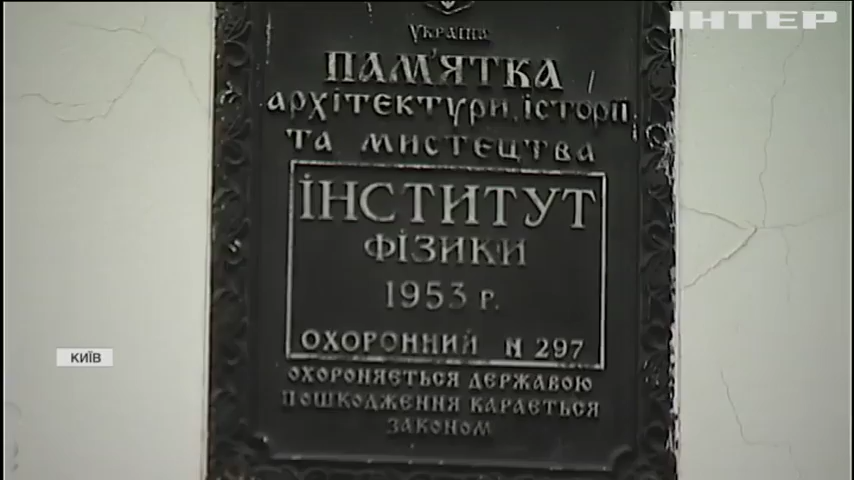 ІНТЕР
УКРАЇНА
ПАМ'ЯТКА
АРХІТЕКТУРИ, ІСТОРІЇ
ТА МИСТЕЦТВА
ІНСТИТУТ
ФІЗИКИ
1953 Р.
ОХОРОННИЙ N 297
ОХОРОНЯЄТЬСЯ ДЕРЖАВОЮ
ПОШКОДЖЕННЯ КАРАЄТЬСЯ
ЗАКОНОМ
КИЇВ